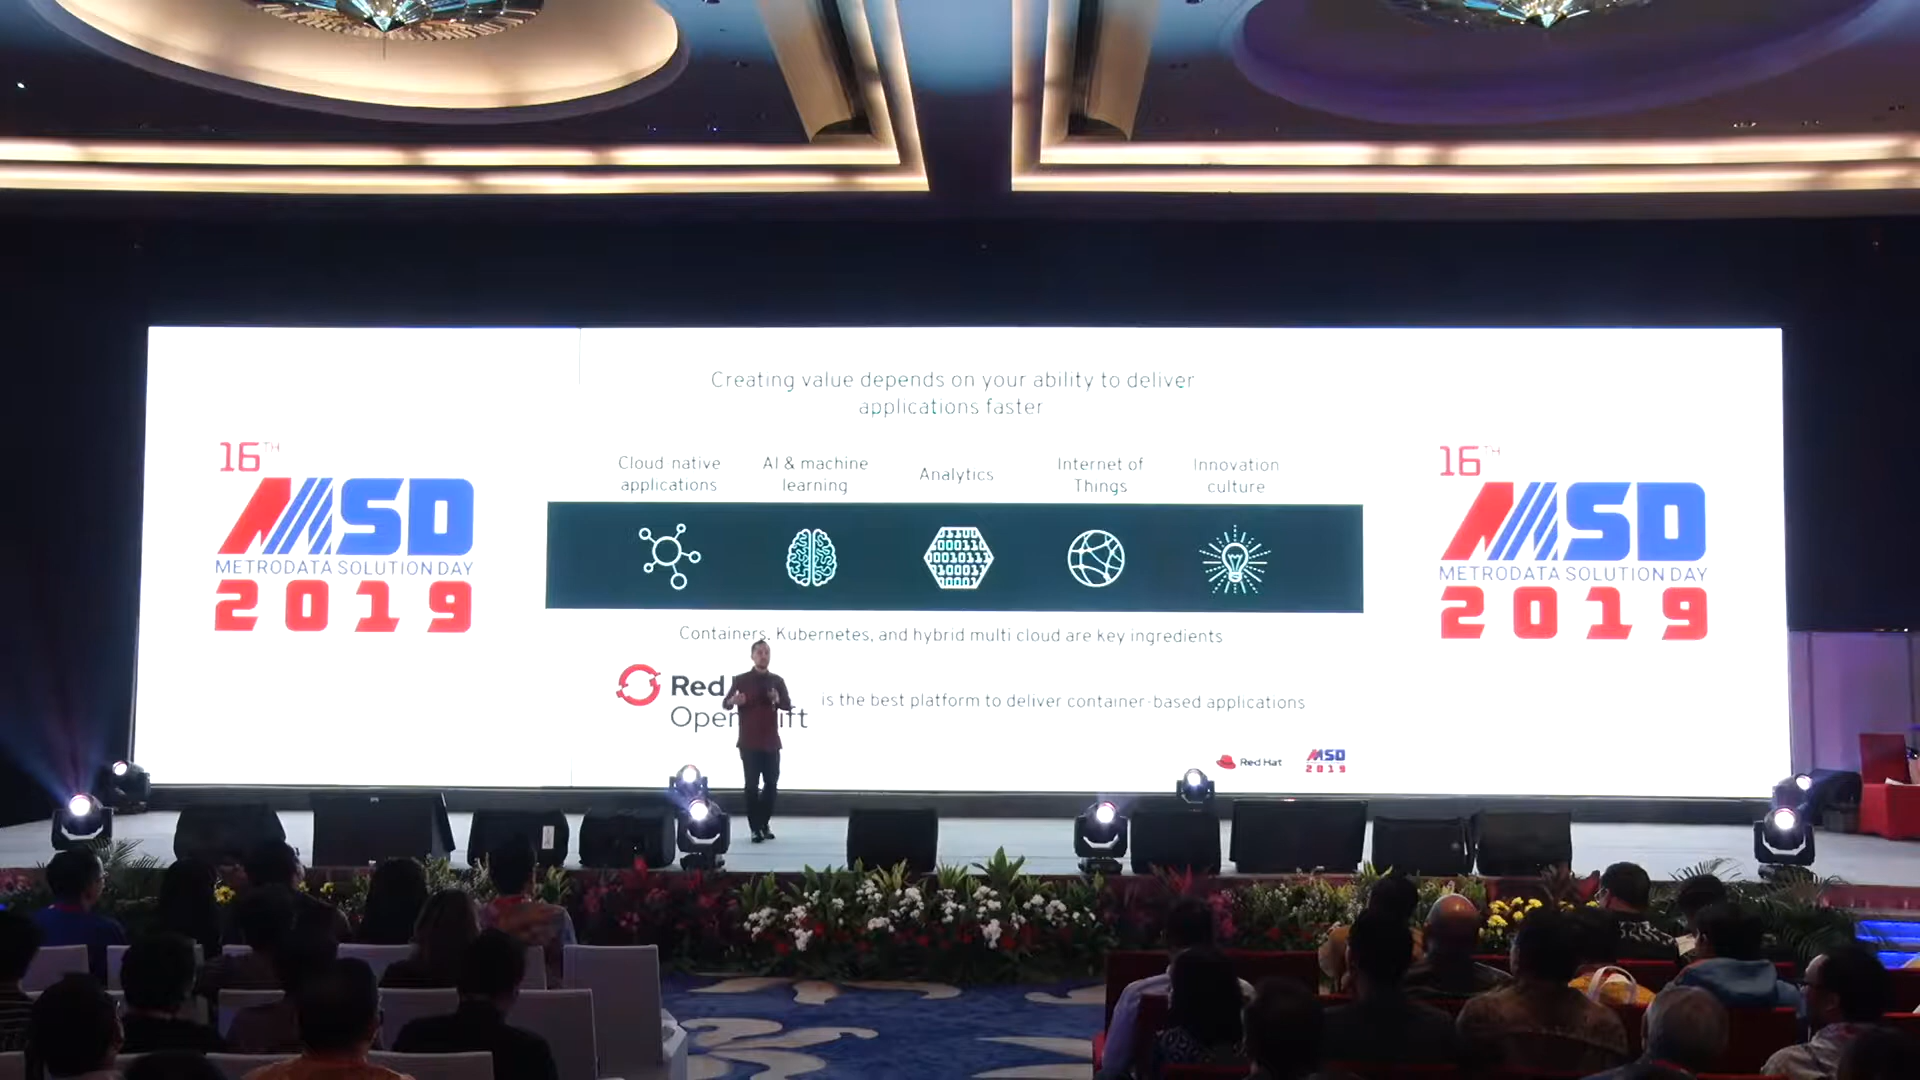 Creating value depends on your ability to deliver
applications faster
16TH
MSD
METRODATA SOLUTION DAY
2019
Cloud native
applications
AI & machine
learning
Analytics
Internet of
Things
Innovation
culture
16TH
MSD
METRODATA SOLUTION DAY
2019
Containers, Kubernetes, and hybrid multi cloud are key ingredients
Red
Open ift
is the best platform to deliver container-based applications
Red Hat
MSD
2019